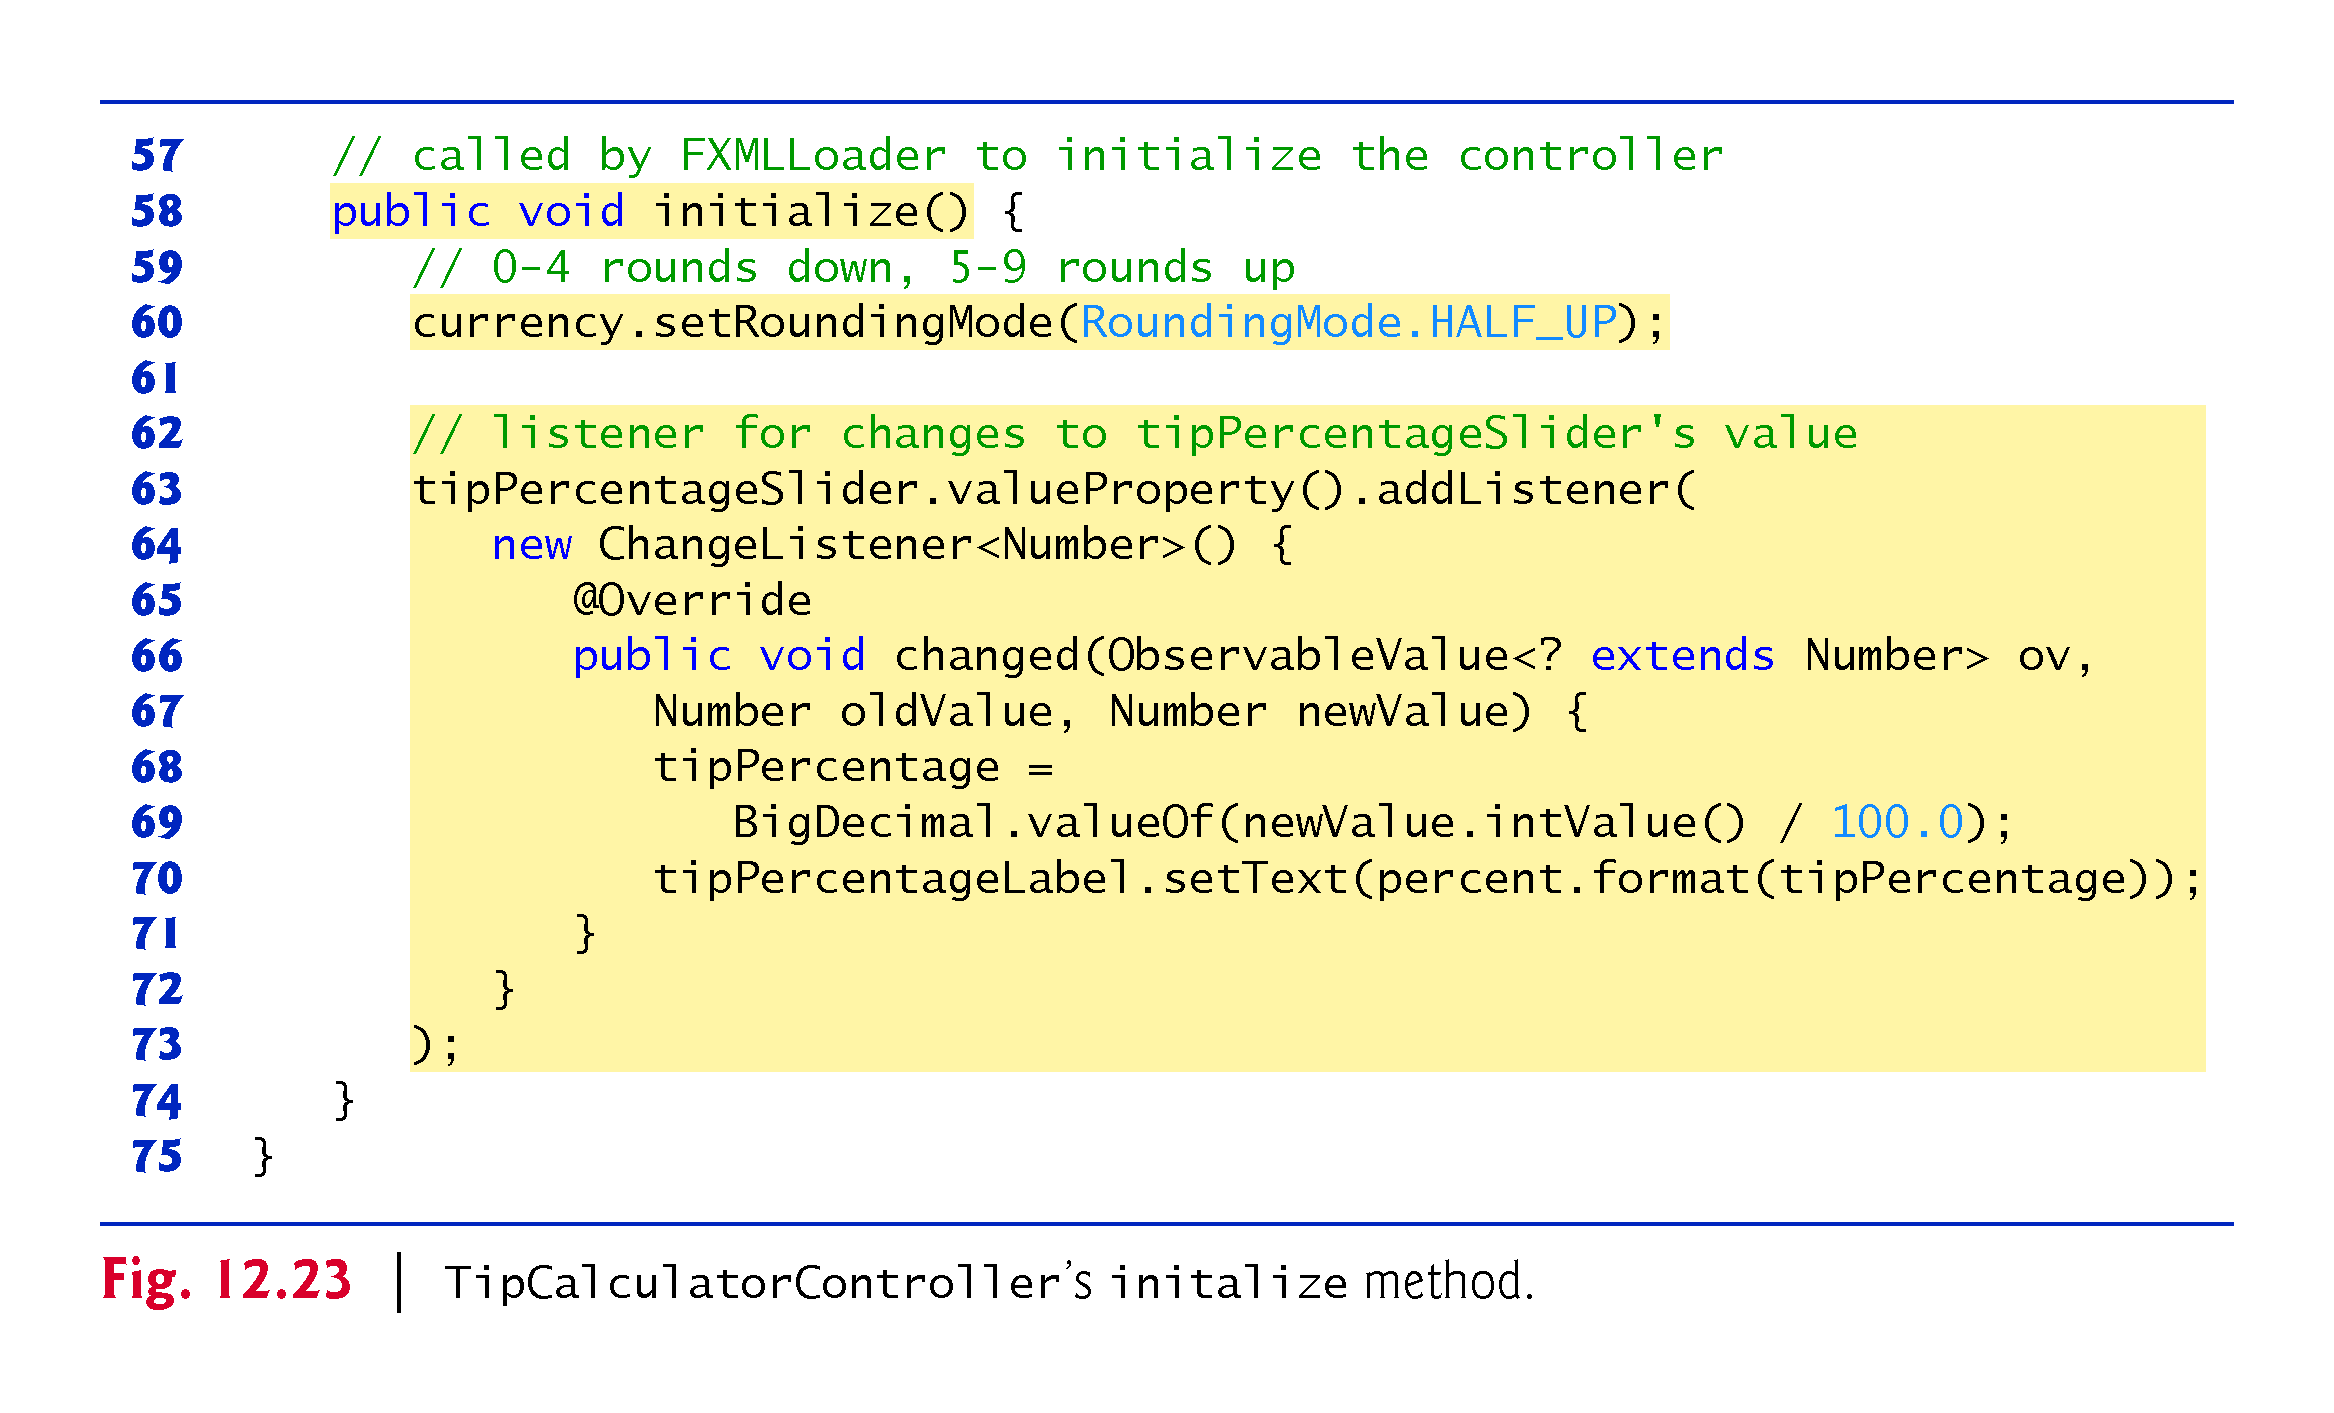 57 // called by FXMLLoader to initialize the controller
58 public void initialize() {
59 // 0-4 rounds down, 5-9 rounds up
60 currency.setRoundingMode(RoundingMode.HALF_UP);
61
62 // listener for changes to tipPercentageSlider's value
63 tipPercentageSlider.valueProperty().addListener(
64 new ChangeListener<Number>() {
65 @Override
66 public void changed(ObservableValue<? extends Number> ov,
67 Number oldValue, Number newValue) {
68 tipPercentage =
69 BigDecimal.valueOf(newValue.intValue() / 100.0);
70 tipPercentageLabel.setText(percent.format(tipPercentage));
71 }
72 }
73 );
74 }
75 }
Fig. 12.23 | TipCalculatorController’s initalize method.